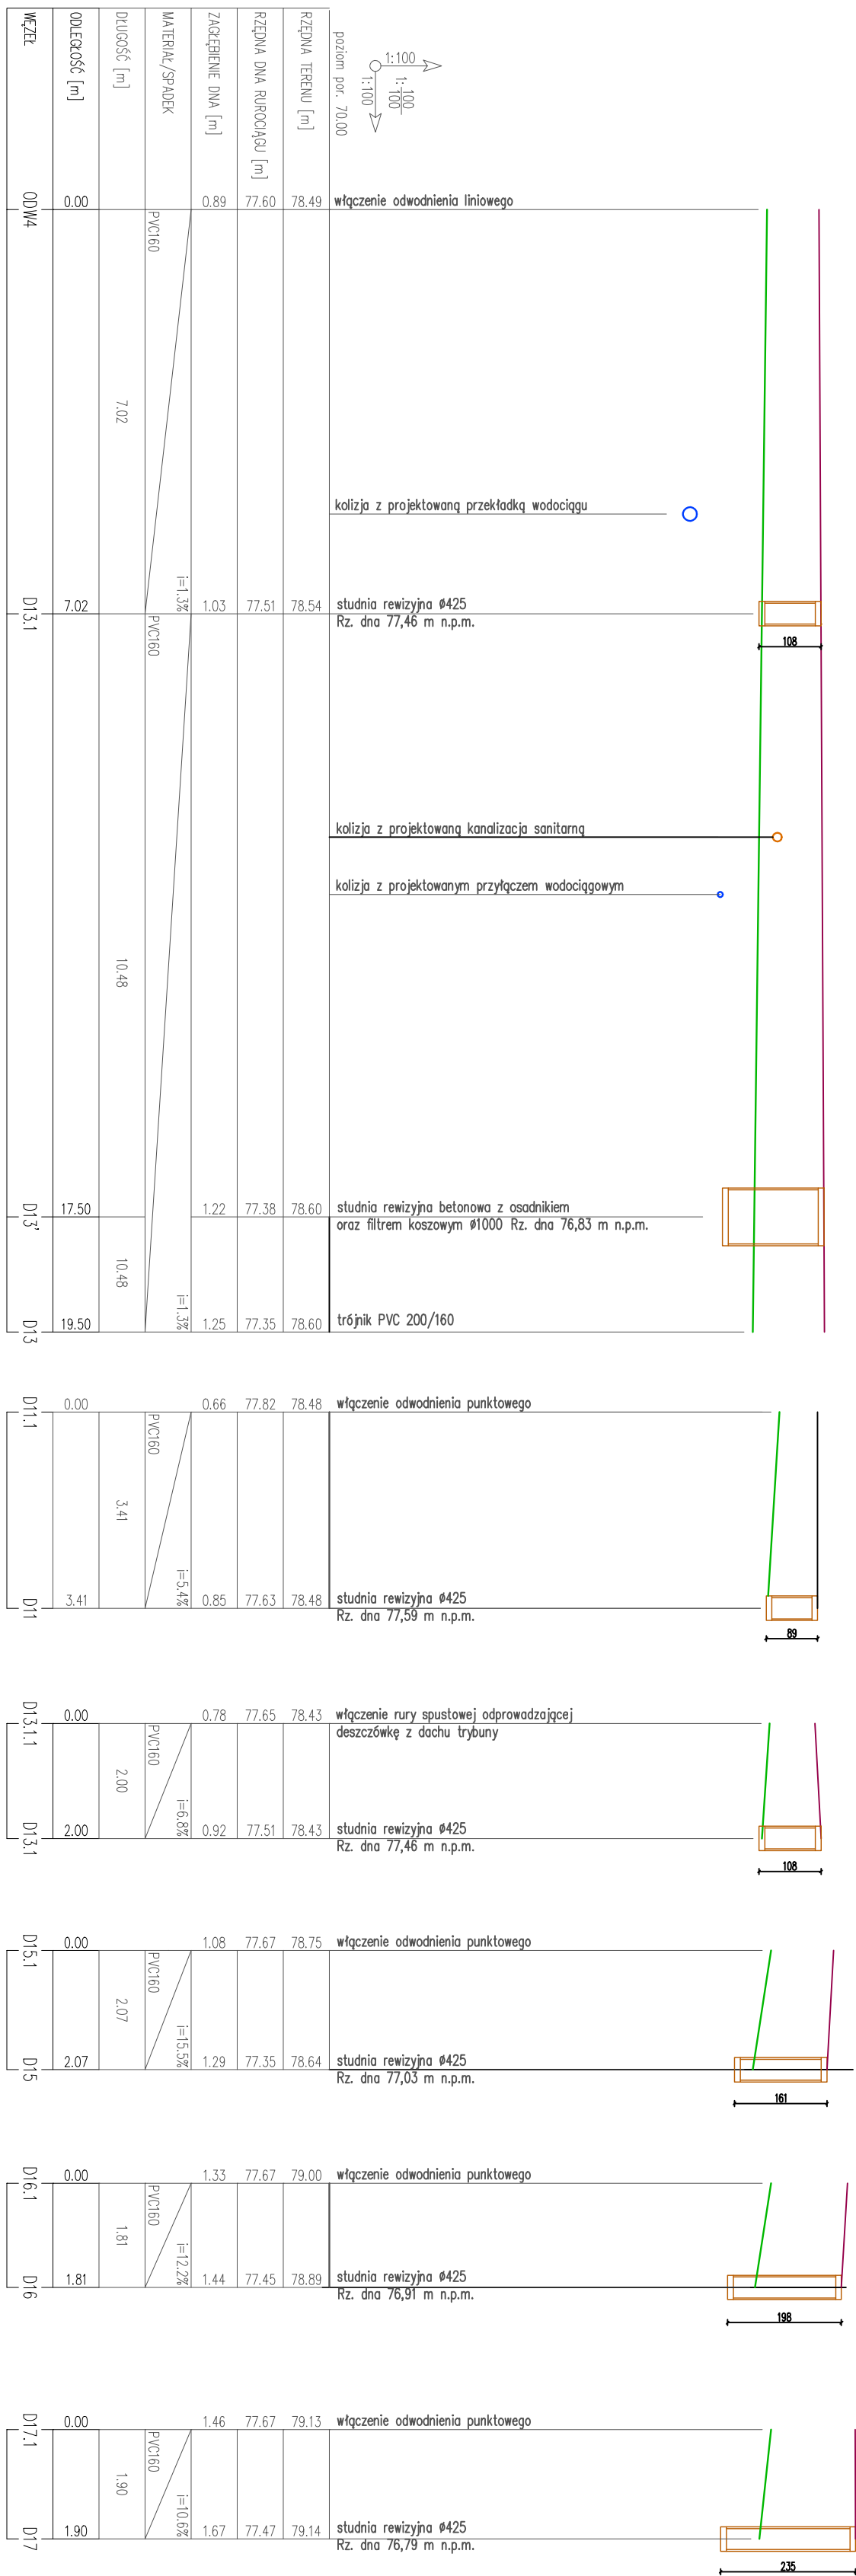 1:100
1: 100/100
1:100
poziom por. 70.00
RZĘDNA TERENU [m]
RZĘDNA DNA RUROCIĄGU [m]
ZAGŁĘBIENIE DNA [m]
MATERIAŁ/SPADEK
DŁUGOŚĆ [m]
ODLEGŁOŚĆ [m]
WĘZEŁ
włączenie odwodnienia liniowego
78.49
77.60
0.89
0.00
ODW4
PVC160
7.02
kolizja z projektowaną przekładką wodociągu
i=1.3%
studnia rewizyjna ø425
Rz. dna 77,46 m n.p.m.
108
78.54
77.51
1.03
7.02
D13.1
PVC160
kolizja z projektowaną kanalizacja sanitarną
kolizja z projektowanym przyłączem wodociągowym
10.48
studnia rewizyjna betonowa z osadnikiem
oraz filtrem koszowym ø1000 Rz. dna 76,83 m n.p.m.
78.60
77.38
1.22
17.50
D13'
10.48
i=1.3%
trójnik PVC 200/160
78.60
77.35
1.25
19.50
D13
włączenie odwodnienia punktowego
78.48
77.82
0.66
0.00
D11.1
PVC160
3.41
i=5.4%
studnia rewizyjna ø425
Rz. dna 77,59 m n.p.m.
89
78.48
77.63
0.85
3.41
D11
włączenie rury spustowej odprowadzającej
deszczówkę z dachu trybuny
78.43
77.65
0.78
0.00
D13.1.1
PVC160
2.00
i=6.8%
studnia rewizyjna ø425
Rz. dna 77,46 m n.p.m.
108
78.43
77.51
0.92
2.00
D13.1
włączenie odwodnienia punktowego
78.75
77.67
1.08
0.00
D15.1
PVC160
2.07
i=15.5%
studnia rewizyjna ø425
Rz. dna 77,03 m n.p.m.
161
78.64
77.35
1.29
2.07
D15
włączenie odwodnienia punktowego
79.00
77.67
1.33
0.00
D16.1
PVC160
1.81
i=12.2%
studnia rewizyjna ø425
Rz. dna 76,91 m n.p.m.
198
78.89
77.45
1.44
1.81
D16
włączenie odwodnienia punktowego
79.13
77.67
1.46
0.00
D17.1
PVC160
1.90
i=10.6%
studnia rewizyjna ø425
Rz. dna 76,79 m n.p.m.
235
79.14
77.47
1.67
1.90
D17